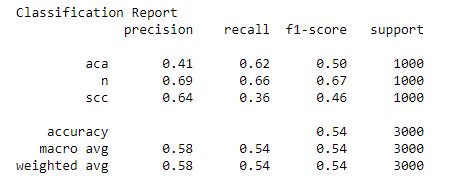 Classification Report
precision recall f1-score support
aca 0.41 0.62 0.50 1000
n 0.69 0.66 0.67 1000
scc 0.64 0.36 0.46 1000
accuracy 0.54 3000
macro avg 0.58 0.54 0.54 3000
weighted avg 0.58 0.54 0.54 3000